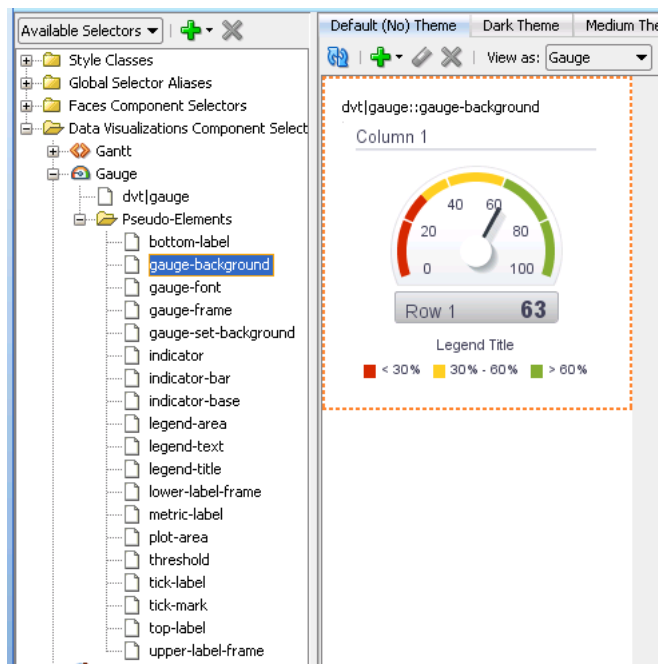 Available Selectors
Style Classes
Global Selector Aliases
Faces Component Selectors
Data Visualizations Component Select
Gantt
Gauge
dvt|gauge
Pseudo-Elements
bottom-label
gauge-background
gauge-font
gauge-frame
gauge-set-background
indicator
indicator-bar
indicator-base
legend-area
legend-text
legend-title
lower-label-frame
metric-label
plot-area
threshold
tick-label
tick-mark
top-label
upper-label-frame
Default (No) Theme Dark Theme Medium The
View as: Gauge
dvt|gauge::gauge-background
Column 1
40 60
20 80
0 100
Row 1 63
Legend Title
< 30% 30% - 60% > 60%